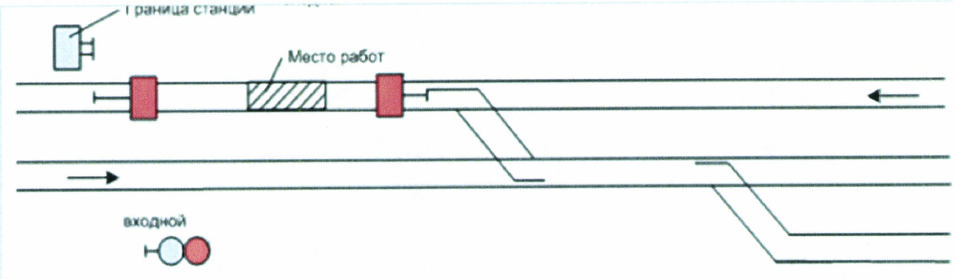 Граница станции
Место работ
входной